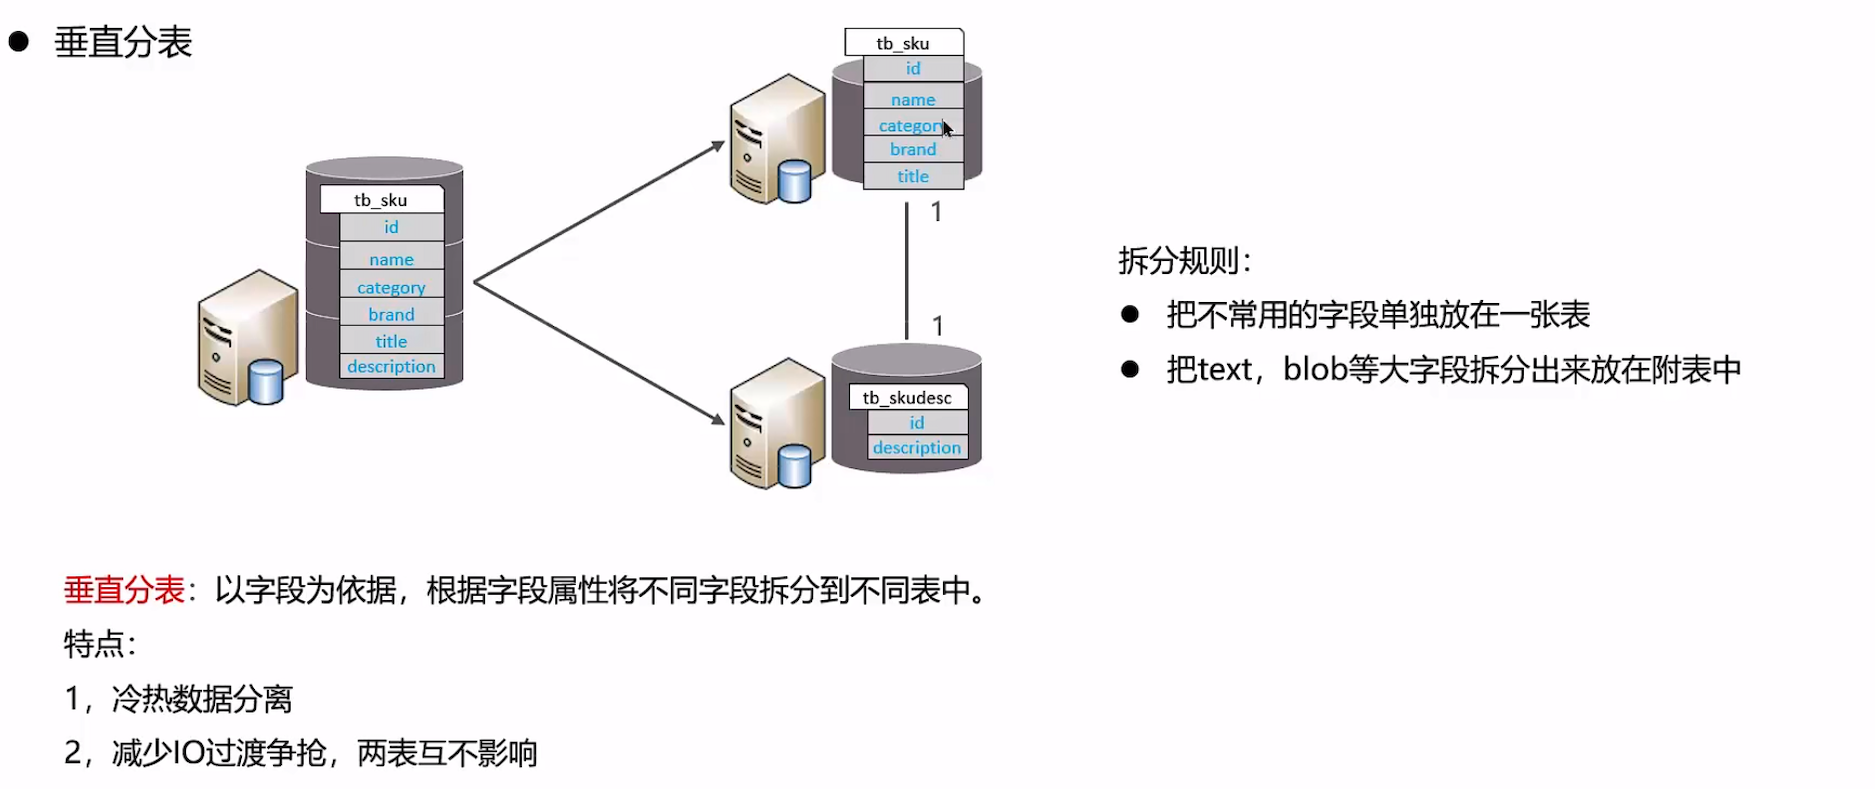 垂直分表
tb_sku
id
name
category
brand
title
description
tb_sku
id
name
category
brand
title
1
1
tb_skudesc
id
description
拆分规则：
把不常用的字段单独放在一张表
把text，blob等大字段拆分出来放在附表中
垂直分表：以字段为依据，根据字段属性将不同字段拆分到不同表中。
特点：
1，冷热数据分离
2，减少IO过渡争抢，两表互不影响